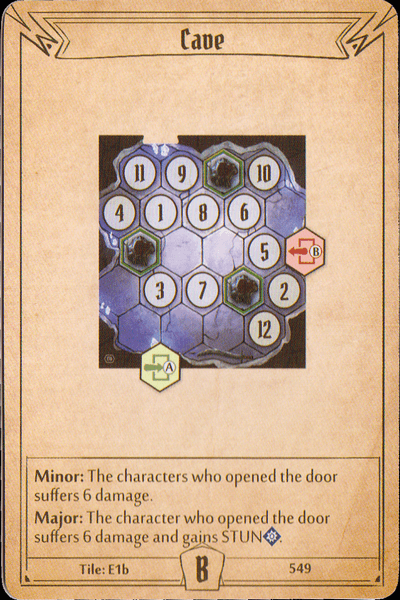 Cave
11 9 10
4 1 8 6
5 B
3 7 2
12
A
Minor: The characters who opened the door
suffers 6 damage.
Major: The character who opened the door
suffers 6 damage and gains STUN.
Tile: E1b B 549